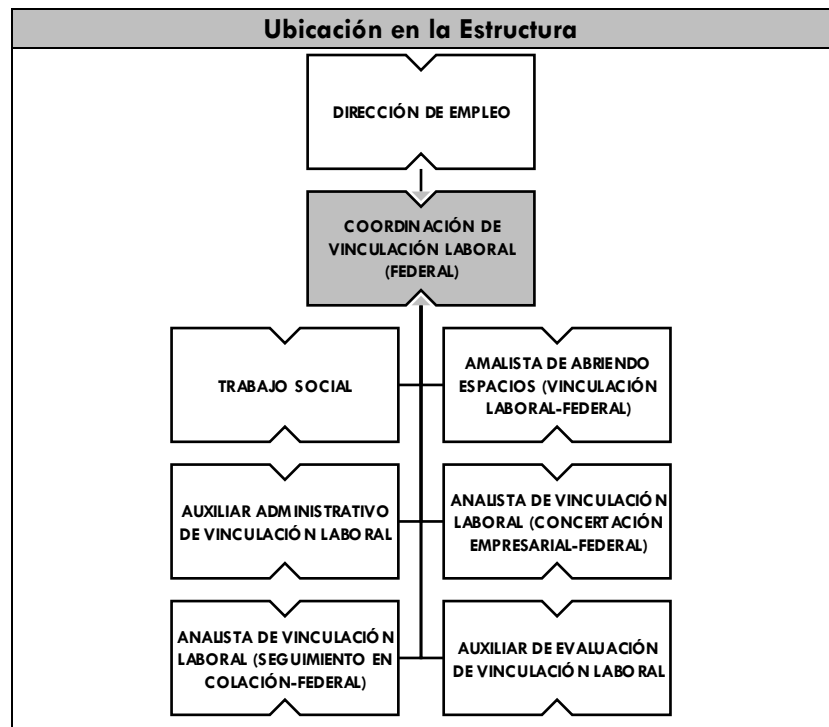 Ubicación en la Estructura
DIRECCIÓN DE EMPLEO
COORDINACIÓN DE
VINCULACIÓN LABORAL
(FEDERAL)
TRABAJO SOCIAL
AMALISTA DE ABRIENDO
ESPACIOS (VINCULACIÓN
LABORAL-FEDERAL)
AUXILIAR ADMINISTRATIVO
DE VINCULACIÓN LABORAL
ANALISTA DE VINCULACIÓN
LABORAL (CONCERTACIÓN
EMPRESARIAL-FEDERAL)
ANALISTA DE VINCULACIÓN
LABORAL (SEGUIMIENTO EN
COLACIÓN-FEDERAL)
AUXILIAR DE EVALUACIÓN
DE VINCULACIÓN LABORAL